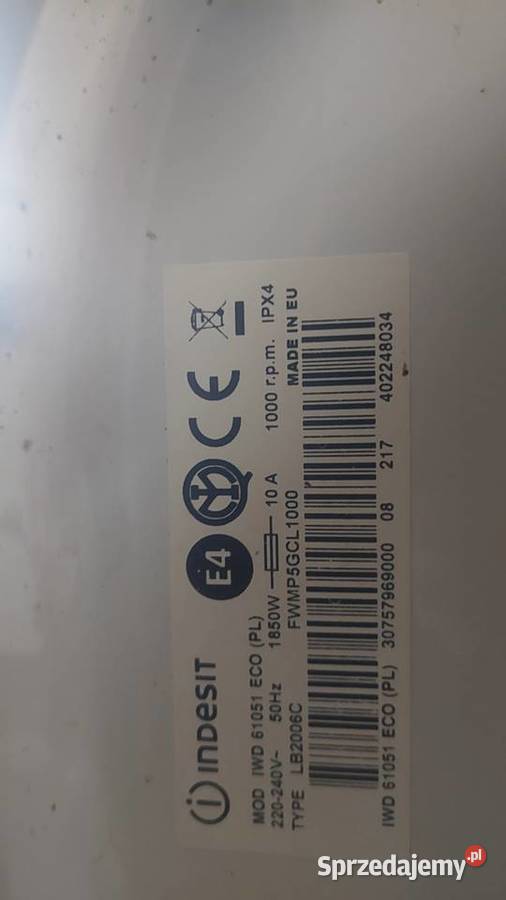 indesit E4
MOD IWD 61051 ECO (PL)
220-240V~ 50Hz 1850W 10 A 1000 r.p.m. IPX4
TYPE LB2006C FWMP5GCL1000 MADE IN EU
IWD 61051 ECO (PL) 30757969000 08 217 402248034
Sprzedajemy.pl